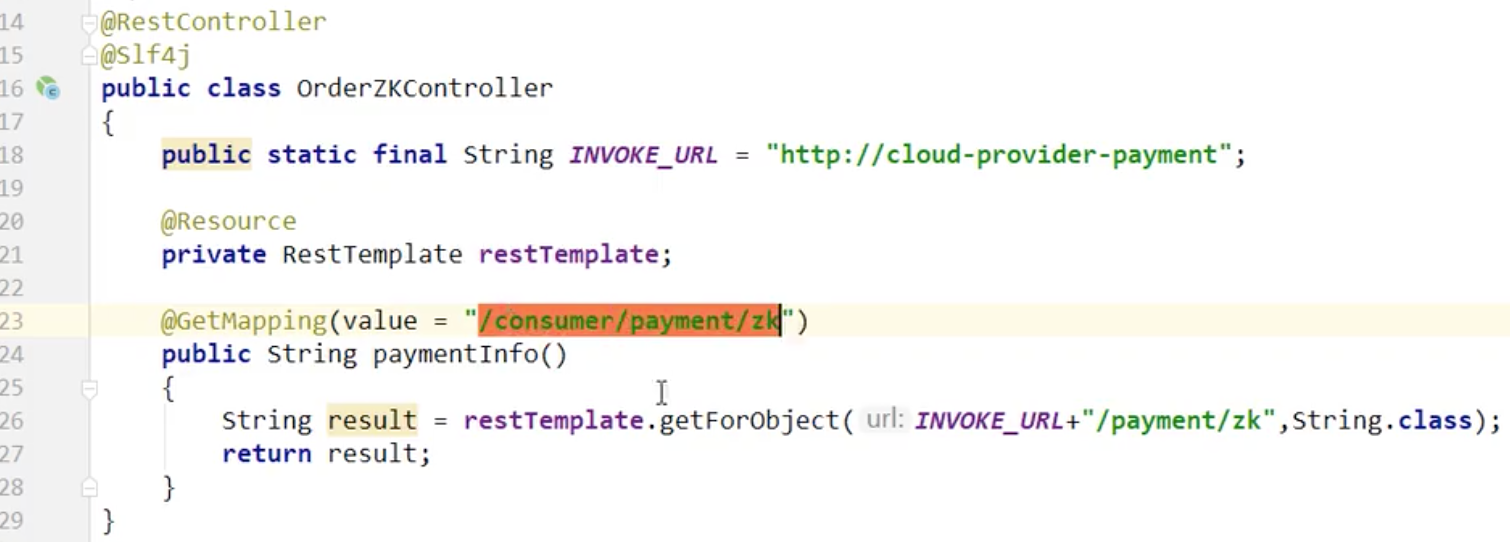 14 @RestController
15 @Slf4j
16 public class OrderZKController
17 {
18 public static final String INVOKE_URL = "http://cloud-provider-payment";
19
20 @Resource
21 private RestTemplate restTemplate;
22
23 @GetMapping(value = "/consumer/payment/zk")
24 public String paymentInfo()
25 {
26 String result = restTemplate.getForObject( url: INVOKE_URL+"/payment/zk",String.class);
27 return result;
28 }
29 }